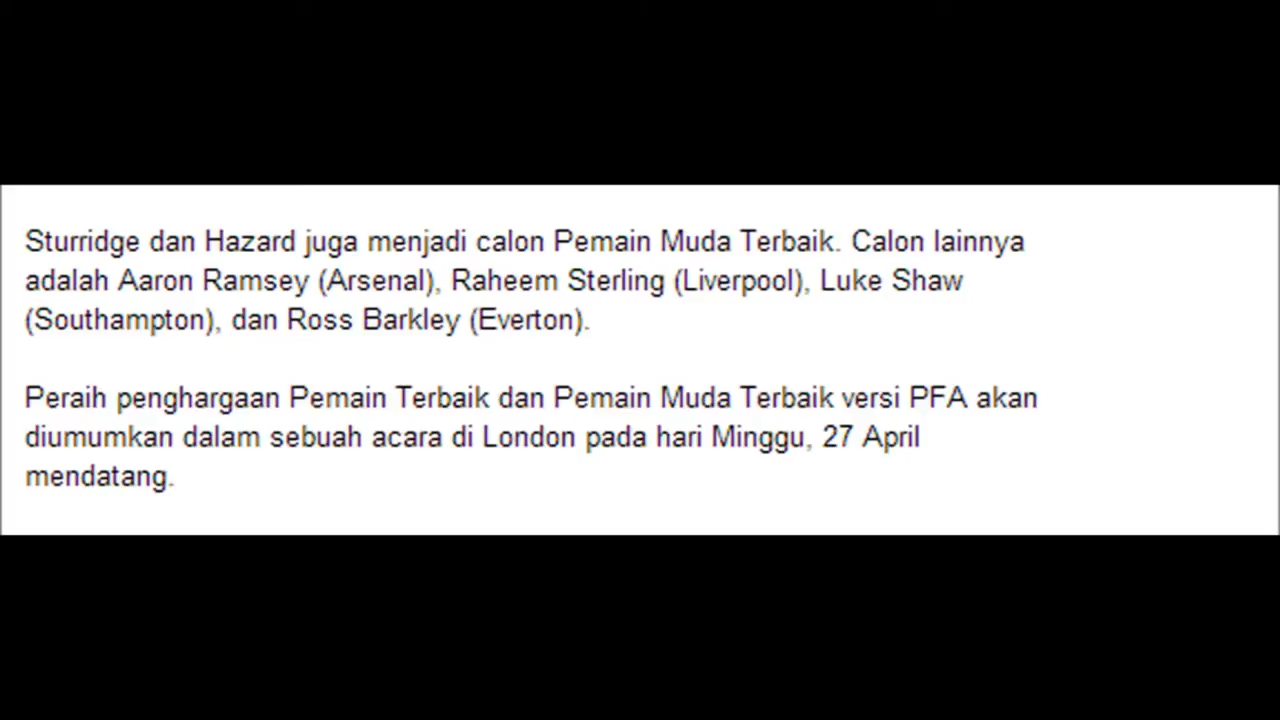 Sturridge dan Hazard juga menjadi calon Pemain Muda Terbaik. Calon lainnya
adalah Aaron Ramsey (Arsenal), Raheem Sterling (Liverpool), Luke Shaw
(Southampton), dan Ross Barkley (Everton).
Peraih penghargaan Pemain Terbaik dan Pemain Muda Terbaik versi PFA akan
diumumkan dalam sebuah acara di London pada hari Minggu, 27 April
mendatang.